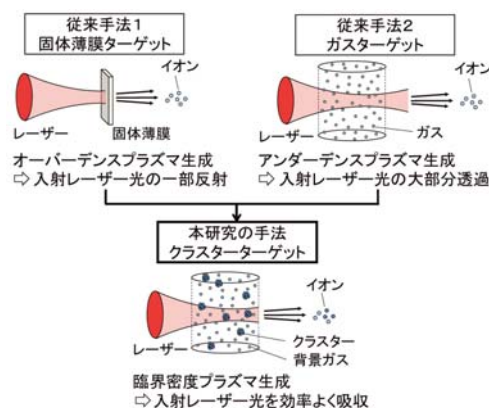 従来手法1
固体薄膜ターゲット
イオン
レーザー
固体薄膜
オーバーデンスプラズマ生成
⇨ 入射レーザー光の一部反射
従来手法2
ガスターゲット
イオン
レーザー
ガス
アンダーデンスプラズマ生成
⇨ 入射レーザー光の大部分透過
本研究の手法
クラスターターゲット
イオン
レーザー
クラスター
背景ガス
臨界密度プラズマ生成
⇨ 入射レーザー光を効率よく吸収